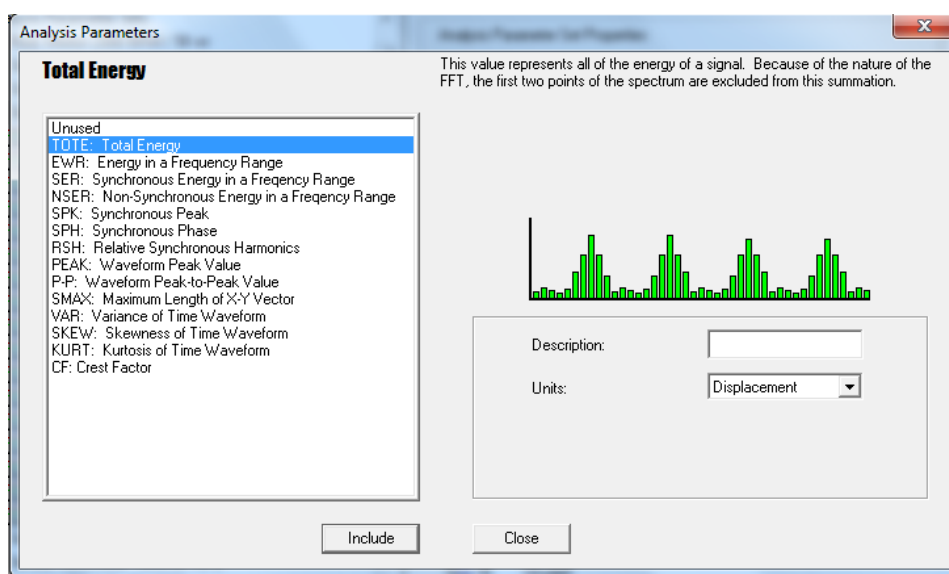 Analysis Parameters
Total Energy
This value represents all of the energy of a signal. Because of the nature of the
FFT, the first two points of the spectrum are excluded from this summation.
Unused
TOTE: Total Energy
EWR: Energy in a Frequency Range
SER: Synchronous Energy in a Freqency Range
NSER: Non-Synchronous Energy in a Freqency Range
SPK: Synchronous Peak
SPH: Synchronous Phase
RSH: Relative Synchronous Harmonics
PEAK: Waveform Peak Value
P-P: Waveform Peak-to-Peak Value
SMAX: Maximum Length of X-Y Vector
VAR: Variance of Time Waveform
SKEW: Skewness of Time Waveform
KURT: Kurtosis of Time Waveform
CF: Crest Factor
Description:
Units:
Displacement
Include
Close